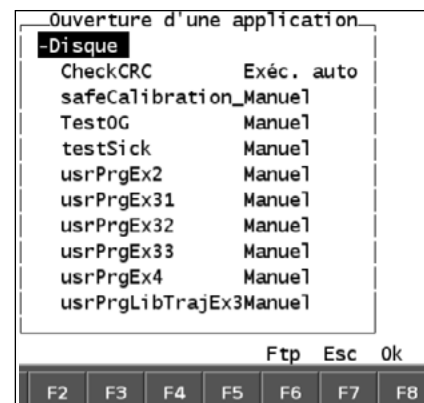 Ouverture d'une application
-Disque
CheckCRC Exéc. auto
safeCalibration_Manuel
TestOG Manuel
testSick Manuel
usrPrgEx2 Manuel
usrPrgEx31 Manuel
usrPrgEx32 Manuel
usrPrgEx33 Manuel
usrPrgEx4 Manuel
usrPrgLibTrajEx3Manuel
Ftp Esc Ok
F2 F3 F4 F5 F6 F7 F8